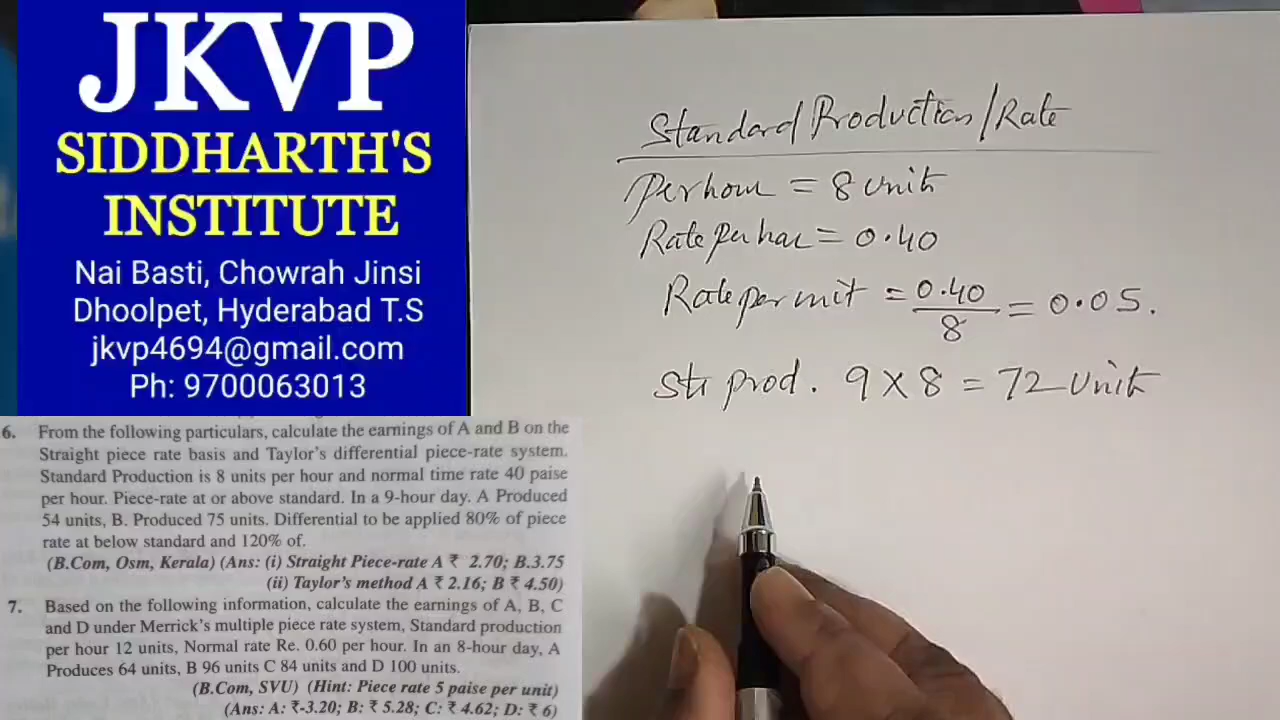 JKVP
SIDDHARTH'S
INSTITUTE
Nai Basti, Chowrah Jinsi
Dhoolpet, Hyderabad T.S
jkvp4694@gmail.com
Ph: 9700063013
6. From the following particulars, calculate the earnings of A and B on the
Straight piece rate basis and Taylor's differential piece-rate system.
Standard Production is 8 units per hour and normal time rate 40 paise
per hour. Piece-rate at or above standard. In a 9-hour day. A Produced
54 units, B. Produced 75 units. Differential to be applied 80% of piece
rate at below standard and 120% of.
(B.Com, Osm, Kerala) (Ans: (i) Straight Piece-rate A ₹ 2.70; B.3.75
(ii) Taylor's method A ₹ 2.16; B ₹ 4.50)
7. Based on the following information, calculate the earnings of A, B, C
and D under Merrick's multiple piece rate system, Standard production
per hour 12 units, Normal rate Re. 0.60 per hour. In an 8-hour day, A
Produces 64 units, B 96 units C 84 units and D 100 units.
(B.Com, SVU) (Hint: Piece rate 5 paise per unit)
(Ans: A: ₹-3.20; B: ₹ 5.28; C: ₹ 4.62; D: ₹ 6)
Standard Production/Rate
Per hour = 8 unit
Rate per hour = 0.40
Rate per unit = 0.40/8 = 0.05.
Str prod. 9 × 8 = 72 Unit